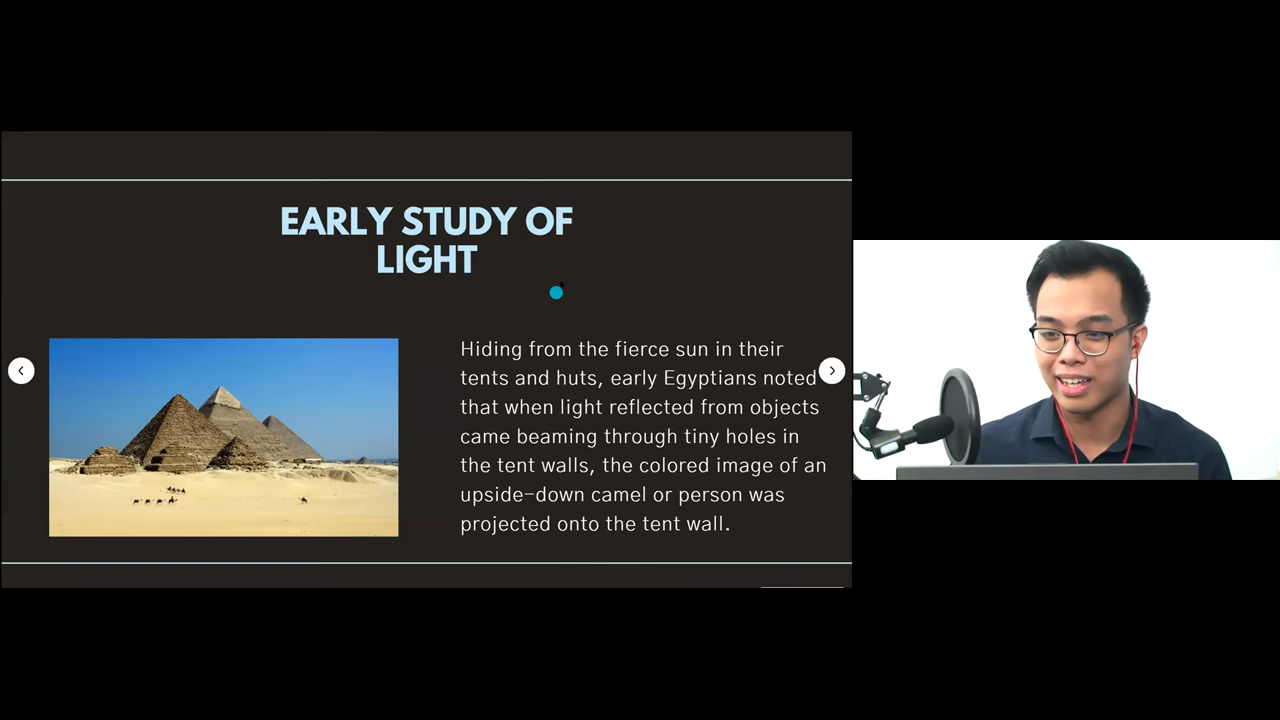 EARLY STUDY OF
LIGHT
Hiding from the fierce sun in their
tents and huts, early Egyptians noted
that when light reflected from objects
came beaming through tiny holes in
the tent walls, the colored image of an
upside-down camel or person was
projected onto the tent wall.